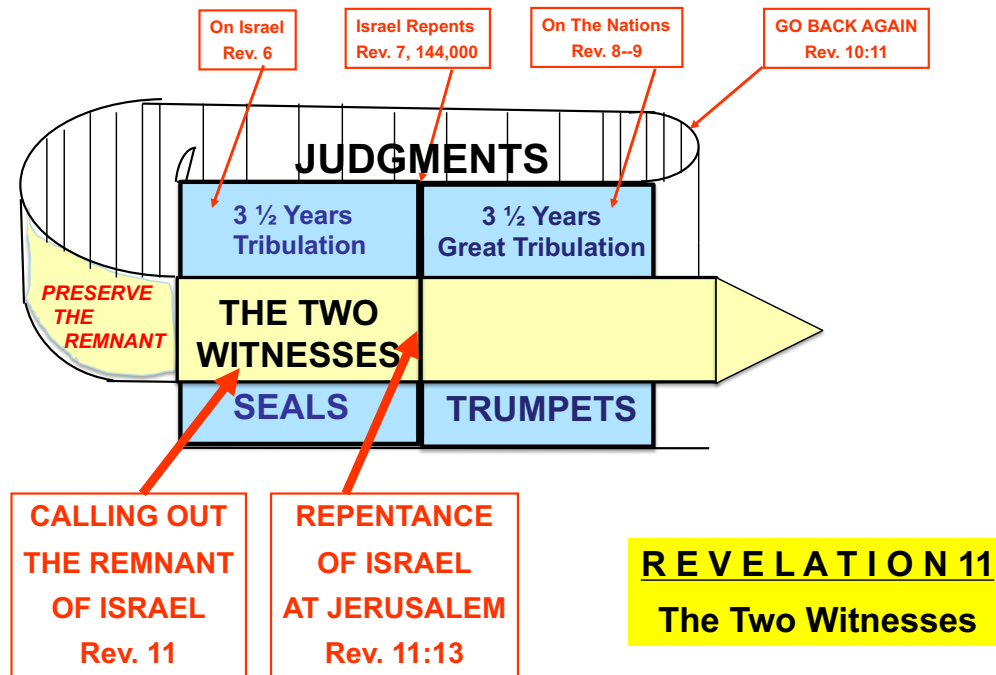 On Israel
Rev. 6
Israel Repents
Rev. 7, 144,000
On The Nations
Rev. 8--9
GO BACK AGAIN
Rev. 10:11
JUDGMENTS
3 ½ Years
Tribulation
3 ½ Years
Great Tribulation
PRESERVE
THE
REMNANT
THE TWO
WITNESSES
SEALS
TRUMPETS
CALLING OUT
THE REMNANT
OF ISRAEL
Rev. 11
REPENTANCE
OF ISRAEL
AT JERUSALEM
Rev. 11:13
R E V E L A T I O N 11
The Two Witnesses